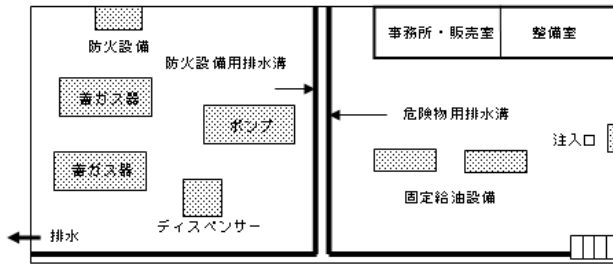 防火設備
蓄ガス器
防火設備用排水溝
ポンプ
蓄ガス器
ディスペンサー
排水
事務所・販売室
整備室
危険物用排水溝
注入口
固定給油設備